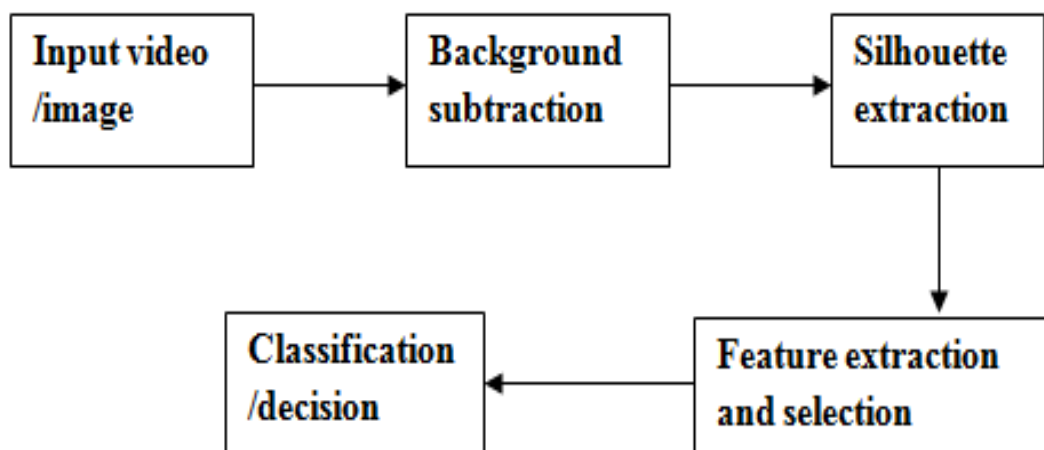 Input video
/image
Background
subtraction
Silhouette
extraction
Feature extraction
and selection
Classification
/decision